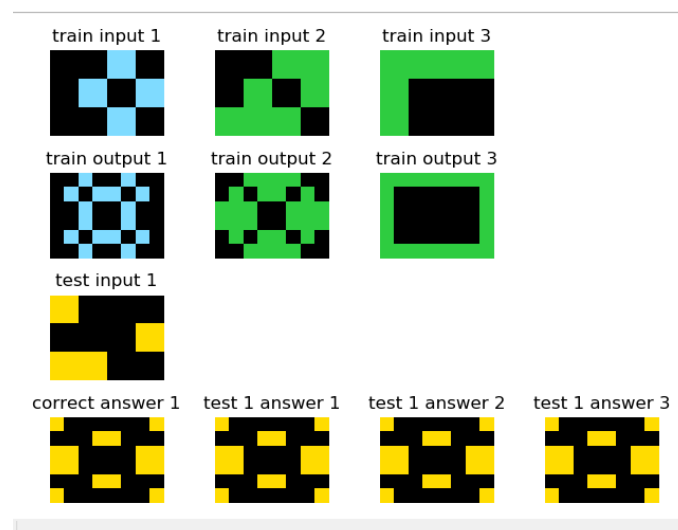 train input 1 train input 2 train input 3
train output 1 train output 2 train output 3
test input 1
correct answer 1 test 1 answer 1 test 1 answer 2 test 1 answer 3